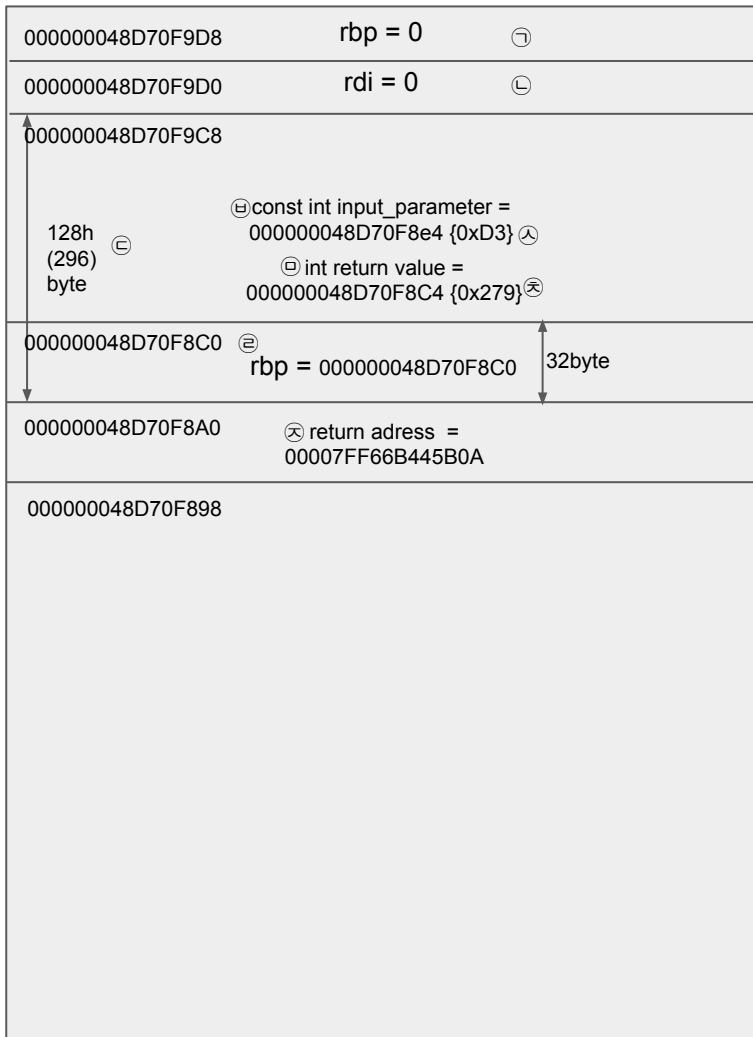 000000048D70F9D8 rbp = 0 ㉠
000000048D70F9D0 rdi = 0 ㉡
000000048D70F9C8
㉥const int input_parameter =
000000048D70F8e4 {0xD3}㉦
128h
(296)
byte
㉢
㉤int return value =
000000048D70F8C4 {0x279}㉩
000000048D70F8C0 ㉣
rbp = 000000048D70F8C0
32byte
000000048D70F8A0
㉨ return adress =
00007FF66B445B0A
000000048D70F898